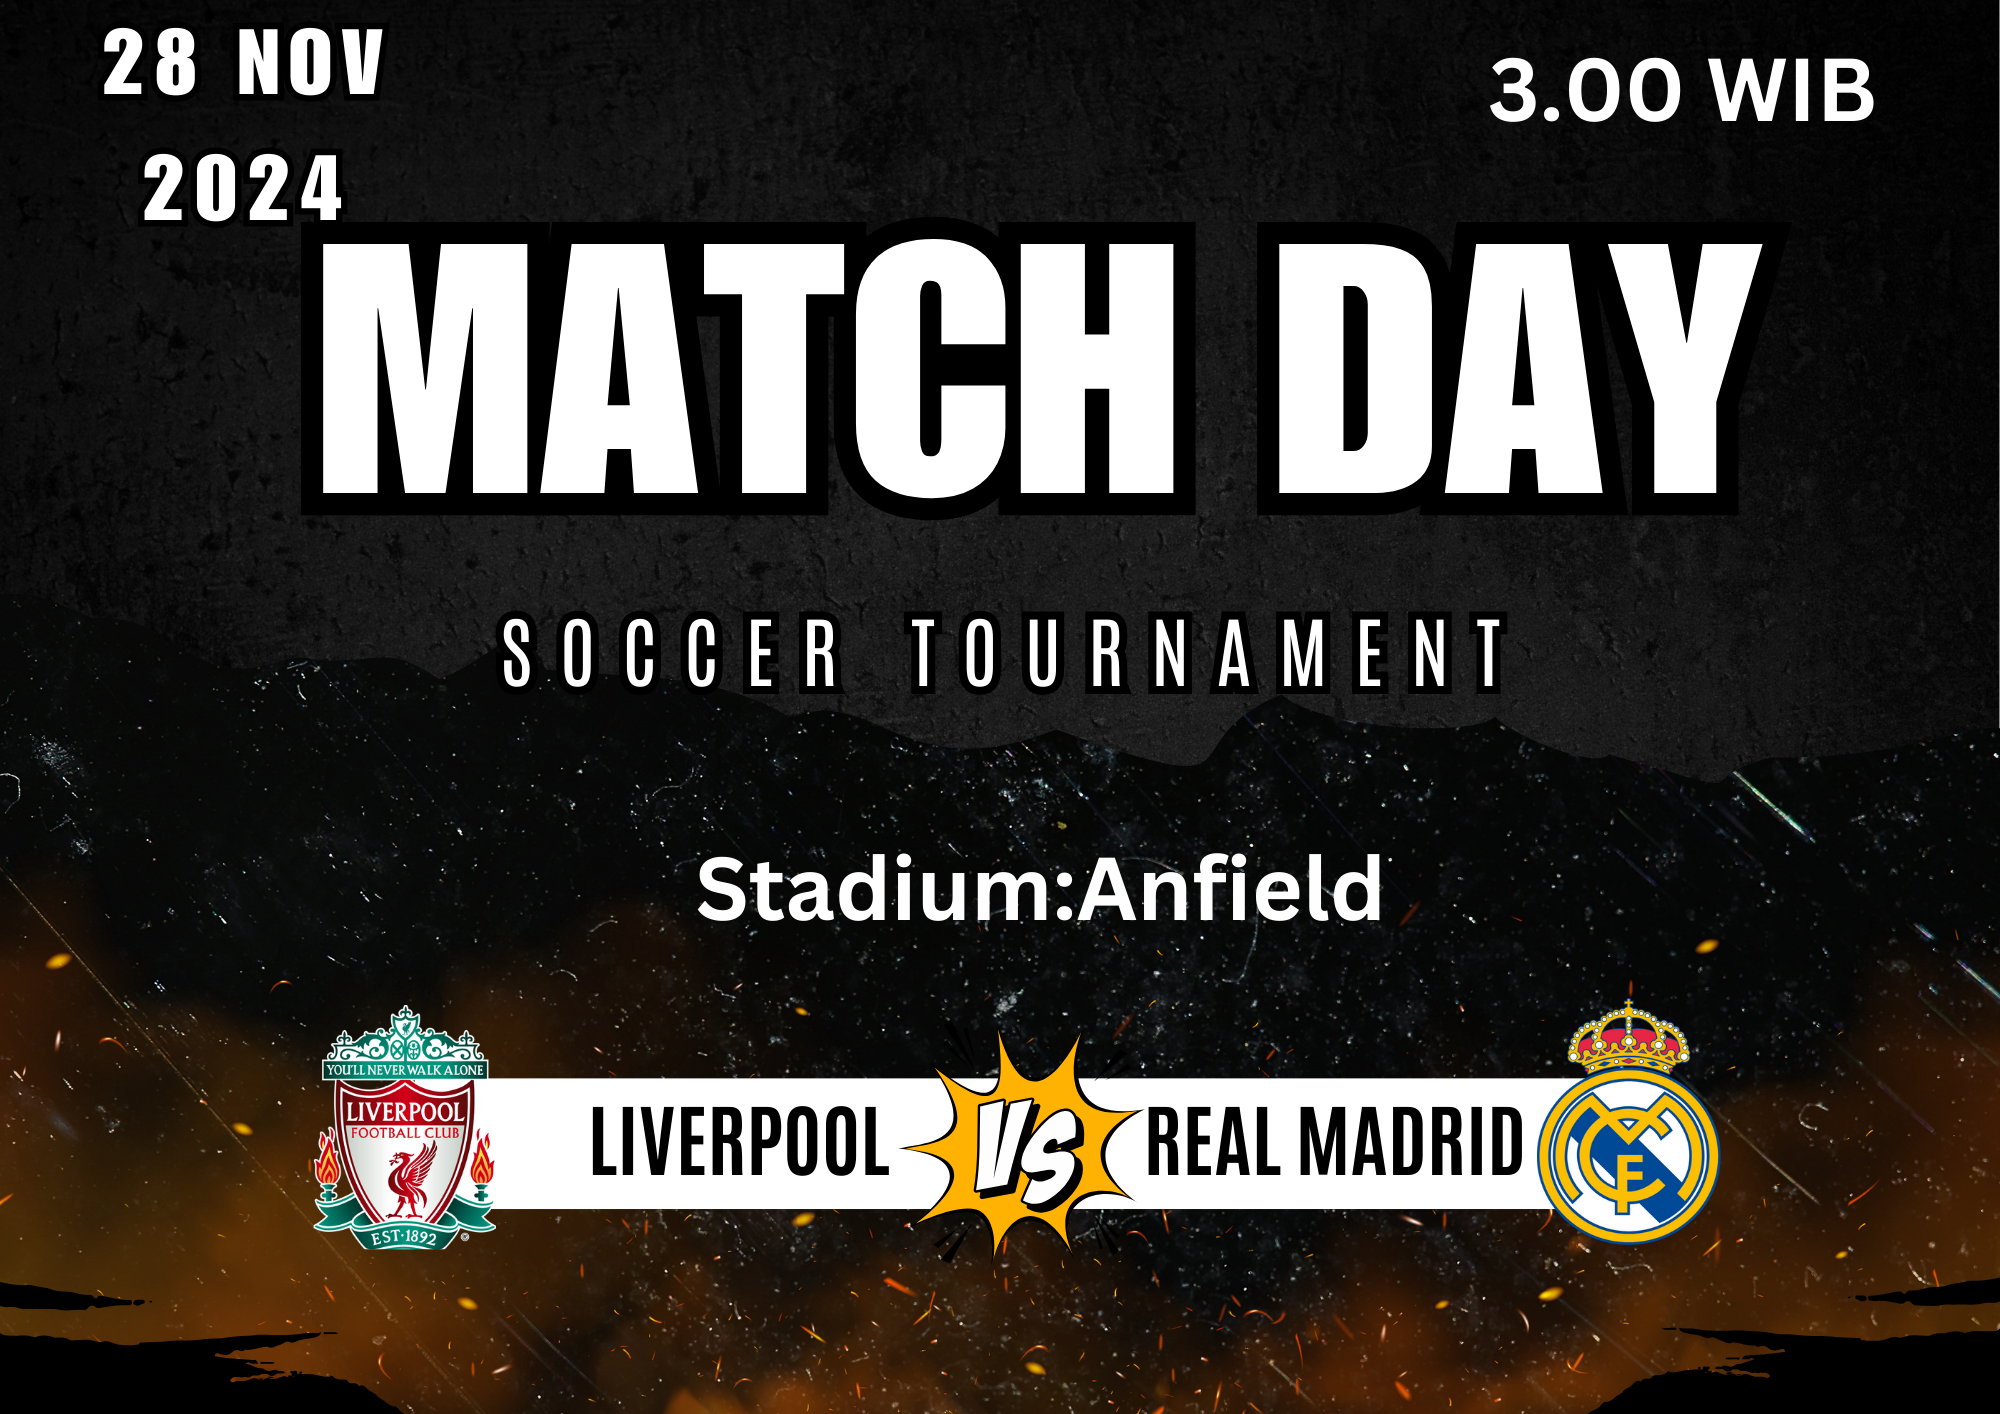 28 NOV
2024
3.00 WIB
MATCH DAY
SOCCER TOURNAMENT
Stadium:Anfield
YOU'LL NEVER WALK ALONE
LIVERPOOL
FOOTBALL CLUB
EST·1892
LIVERPOOL
VS
REAL MADRID